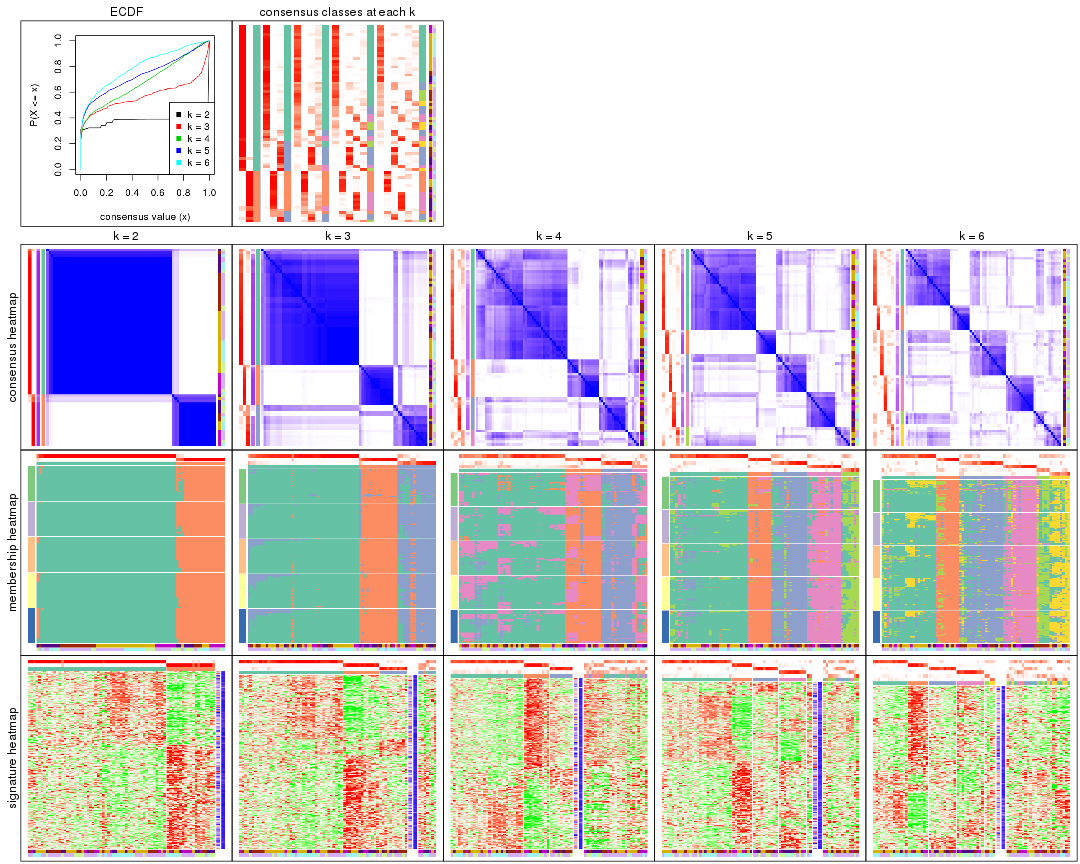 ECDF
consensus classes at each k
P(X <= x)
0.0 0.2 0.4 0.6 0.8 1.0
k = 2
k = 3
k = 4
k = 5
k = 6
0.0 0.2 0.4 0.6 0.8 1.0
consensus value (x)
k = 2 k = 3 k = 4 k = 5 k = 6
consensus heatmap
membership heatmap
signature heatmap